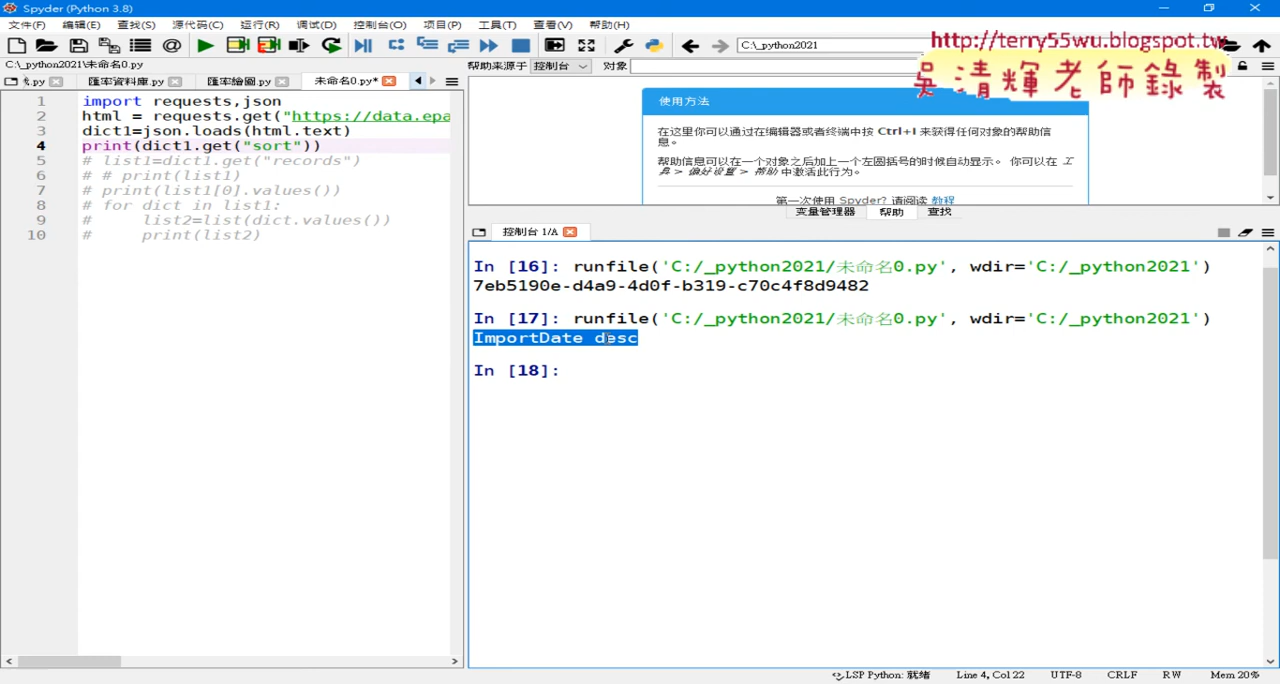 Spyder (Python 3.8)
文件(F) 编辑(E) 查找(S) 源代码(C) 运行(R) 调试(D) 控制台(O) 项目(P) 工具(T) 查看(V) 帮助(H)
C:\_python2021
http://terry55wu.blogspot.tw
吳清輝老師錄製
C:\_python2021\未命名0.py
帮助来源于 控制台 对象
.py 匯率資料庫.py 匯率繪圖.py 未命名0.py*
1 import requests,json
2 html = requests.get("https://data.epa
3 dict1=json.loads(html.text)
4 print(dict1.get("sort"))
5 # list1=dict1.get("records")
6 # # print(list1)
7 # print(list1[0].values())
8 # for dict in list1:
9 #     list2=list(dict.values())
10 #     print(list2)
使用方法
在这里你可以通过在编辑器或者终端中按 Ctrl+I 来获得任何对象的帮助信
息。
帮助信息可以在一个对象之后加上一个左圆括号的时候自动显示。 你可以在 工
具 > 偏好设置 > 帮助 中激活此行为。
第一次使用 Spyder? 请阅读 教程
变量管理器 帮助 查找
控制台 1/A
In [16]: runfile('C:/_python2021/未命名0.py', wdir='C:/_python2021')
7eb5190e-d4a9-4d0f-b319-c70c4f8d9482
In [17]: runfile('C:/_python2021/未命名0.py', wdir='C:/_python2021')
ImportDate desc
In [18]:
LSP Python: 就绪 Line 4, Col 22 UTF-8 CRLF RW Mem 20%